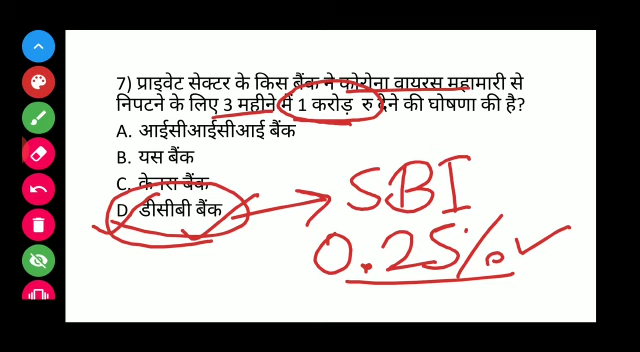 7) प्राइवेट सेक्टर के किस बैंक ने कोरोना वायरस महामारी से
निपटने के लिए 3 महीने में 1 करोड़ रु देने की घोषणा की है?
A. आईसीआईसीआई बैंक
B. यस बैंक
C. केनरा बैंक
D. डीसीबी बैंक
SBI
0.25%